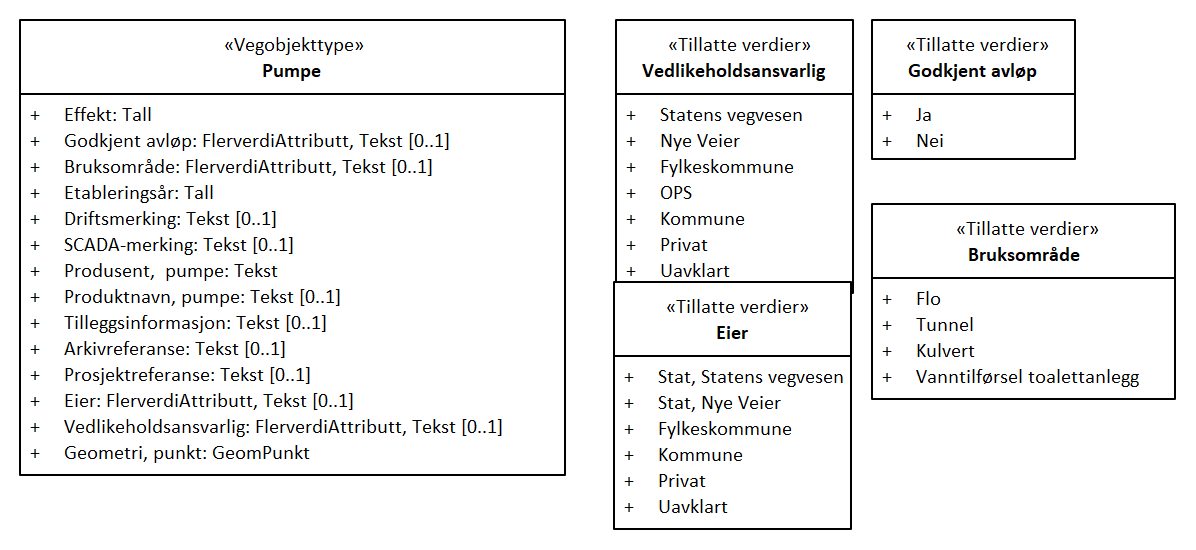 «Vegobjekttype»
Pumpe
+ Effekt: Tall
+ Godkjent avløp: FlerverdiAttributt, Tekst [0..1]
+ Bruksområde: FlerverdiAttributt, Tekst [0..1]
+ Etableringsår: Tall
+ Driftsmerking: Tekst [0..1]
+ SCADA-merking: Tekst [0..1]
+ Produsent, pumpe: Tekst
+ Produktnavn, pumpe: Tekst [0..1]
+ Tilleggsinformasjon: Tekst [0..1]
+ Arkivreferanse: Tekst [0..1]
+ Prosjektreferanse: Tekst [0..1]
+ Eier: FlerverdiAttributt, Tekst [0..1]
+ Vedlikeholdsansvarlig: FlerverdiAttributt, Tekst [0..1]
+ Geometri, punkt: GeomPunkt
«Tillatte verdier»
Vedlikeholdsansvarlig
+ Statens vegvesen
+ Nye Veier
+ Fylkeskommune
+ OPS
+ Kommune
+ Privat
+ Uavklart
«Tillatte verdier»
Eier
+ Stat, Statens vegvesen
+ Stat, Nye Veier
+ Fylkeskommune
+ Kommune
+ Privat
+ Uavklart
«Tillatte verdier»
Godkjent avløp
+ Ja
+ Nei
«Tillatte verdier»
Bruksområde
+ Flo
+ Tunnel
+ Kulvert
+ Vanntilførsel toalettanlegg